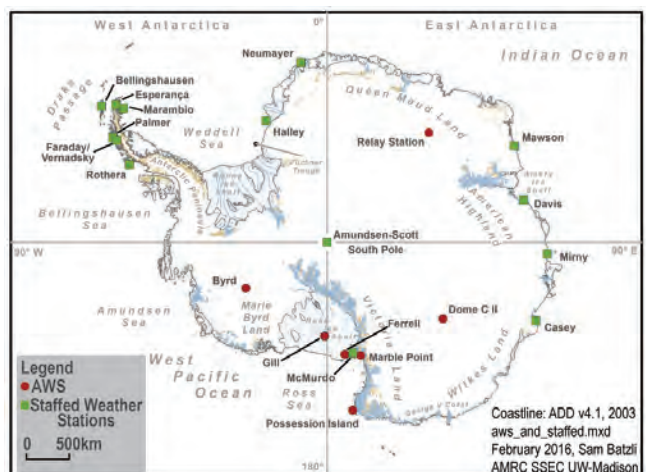 West Antarctica
0°
East Antarctica
Indian Ocean
Neumayer
Bellingshausen
Esperança
Marambio
Palmer
Drake
Passage
Weddell
Sea
Halley
Queen Maud Land
Relay Station
Mawson
Faraday/
Vernadsky
Rothera
Antarctic Peninsula
Bellingshausen
Sea
American
Highland
Davis
Amundsen-Scott
South Pole
90° W
90° E
Mirny
Byrd
Amundsen
Sea
Marie
Byrd
Land
Victoria
Land
Ferrell
Dome C II
Casey
Gill
McMurdo
Marble Point
Wilkes Land
West
Pacific
Ocean
Ross
Sea
George V Coast
Possession Island
180°
Legend
AWS
Staffed Weather
Stations
0 500km
Coastline: ADD v4.1, 2003
aws_and_staffed.mxd
February 2016, Sam Batzli
AMRC SSEC UW-Madison